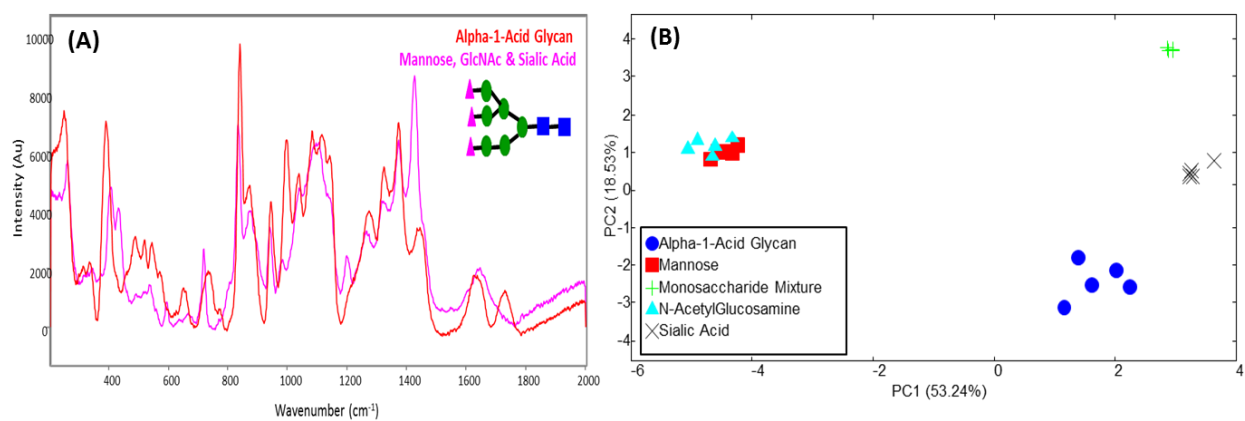 (A)
Alpha-1-Acid Glycan
Mannose, GlcNAc & Sialic Acid
Intensity (Au)
10000
8000
6000
4000
2000
0
400 600 800 1000 1200 1400 1600 1800 2000
Wavenumber (cm⁻¹)
(B)
PC2 (18.53%)
4
3
2
1
0
-1
-2
-3
-4
Alpha-1-Acid Glycan
Mannose
Monosaccharide Mixture
N-AcetylGlucosamine
Sialic Acid
-6 -4 -2 0 2 4
PC1 (53.24%)